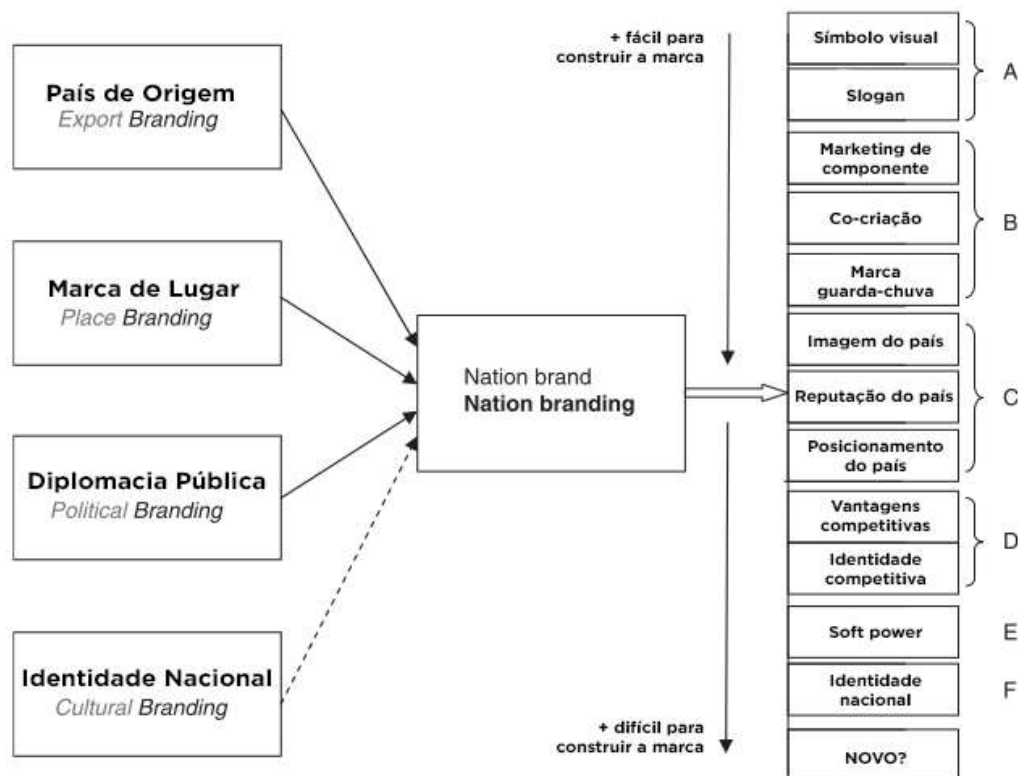 País de Origem
Export Branding
Marca de Lugar
Place Branding
Diplomacia Pública
Political Branding
Identidade Nacional
Cultural Branding
Nation brand
Nation branding
+ fácil para
construir a marca
+ difícil para
construir a marca
Símbolo visual
Slogan
A
Marketing de
componente
Co-criação
Marca
guarda-chuva
B
Imagem do país
Reputação do país
Posicionamento
do país
C
Vantagens
competitivas
Identidade
competitiva
D
Soft power
E
Identidade
nacional
F
NOVO?